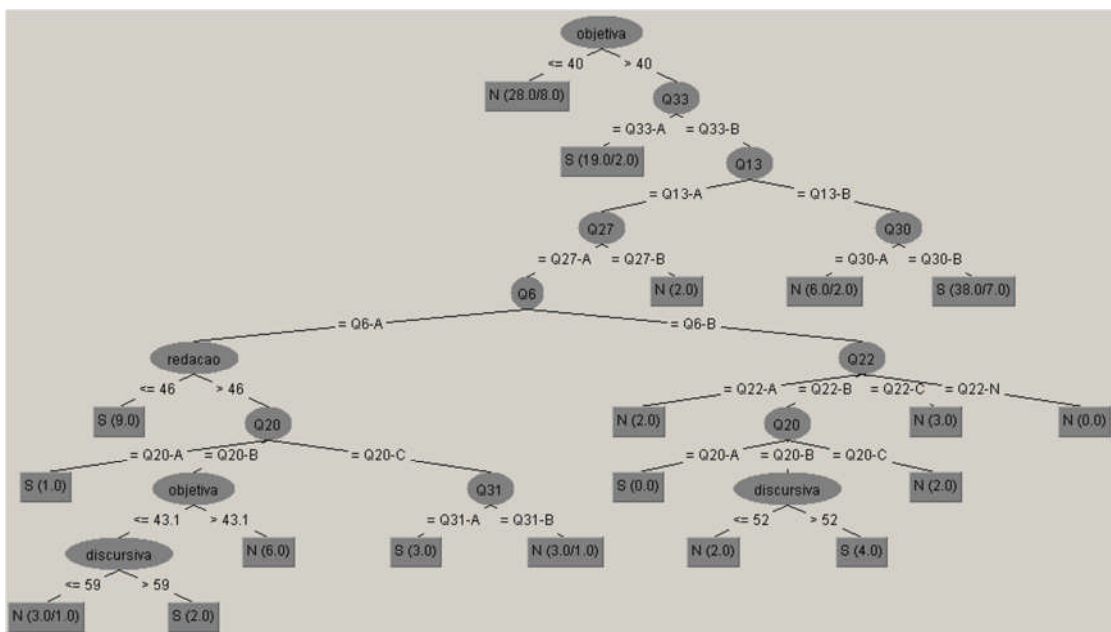 objetiva
<= 40 > 40
N (28.0/8.0) Q33
= Q33-A = Q33-B
S (19.0/2.0) Q13
= Q13-A = Q13-B
Q27 Q30
= Q27-A = Q27-B = Q30-A = Q30-B
Q6 N (2.0) N (6.0/2.0) S (38.0/7.0)
= Q6-A = Q6-B
redacao Q22
<= 46 > 46 = Q22-A = Q22-B = Q22-C = Q22-N
S (9.0) Q20 N (2.0) Q20 N (3.0) N (0.0)
= Q20-A = Q20-B = Q20-C = Q20-A = Q20-B = Q20-C
S (1.0) objetiva Q31 S (0.0) discursiva N (2.0)
<= 43.1 > 43.1 = Q31-A = Q31-B <= 52 > 52
discursiva N (6.0) S (3.0) N (3.0/1.0) N (2.0) S (4.0)
<= 59 > 59
N (3.0/1.0) S (2.0)